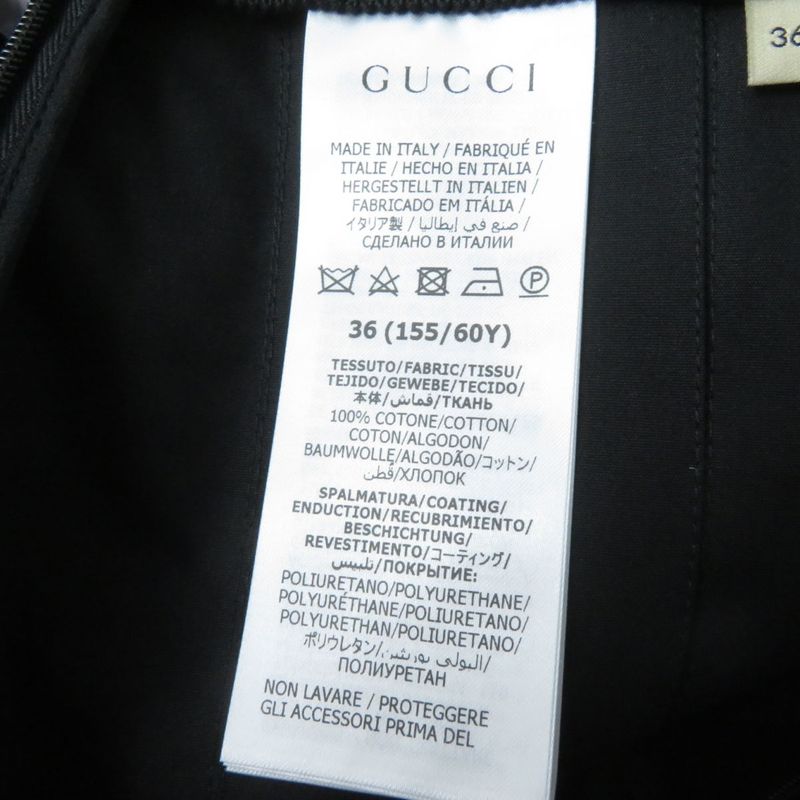 GUCCI
36
MADE IN ITALY / FABRIQUÉ EN
ITALIE / HECHO EN ITALIA /
HERGESTELLT IN ITALIEN /
FABRICADO EM ITÁLIA /
イタリア製 / صنع في إيطاليا /
СДЕЛАНО В ИТАЛИИ
P
36 (155/60Y)
TESSUTO/FABRIC/TISSU/
TEJIDO/GEWEBE/TECIDO/
本体/قماش/ТКАНЬ
100% COTONE/COTTON/
COTON/ALGODON/
BAUMWOLLE/ALGODÃO/コットン/
قطن/ХЛОПОК
SPALMATURA/COATING/
ENDUCTION/RECUBRIMIENTO/
BESCHICHTUNG/
REVESTIMENTO/コーティング/
تلبيس/ПОКРЫТИЕ:
POLIURETANO/POLYURETHANE/
POLYURÉTHANE/POLIURETANO/
POLYURETHAN/POLIURETANO/
ポリウレタン/البولي يوريثين/
ПОЛИУРЕТАН
NON LAVARE / PROTEGGERE
GLI ACCESSORI PRIMA DEL